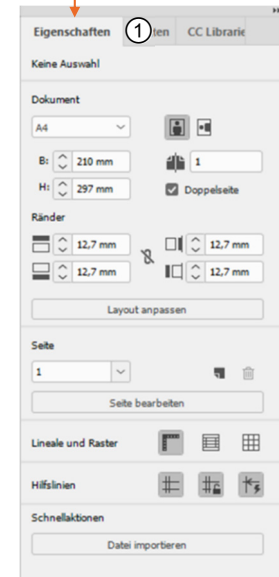 Eigenschaften 1 ten CC Librarie
Keine Auswahl
Dokument
A4
B: 210 mm 1
H: 297 mm Doppelseite
Ränder
12,7 mm 12,7 mm
12,7 mm 12,7 mm
Layout anpassen
Seite
1
Seite bearbeiten
Lineale und Raster
Hilfslinien
Schnellaktionen
Datei importieren